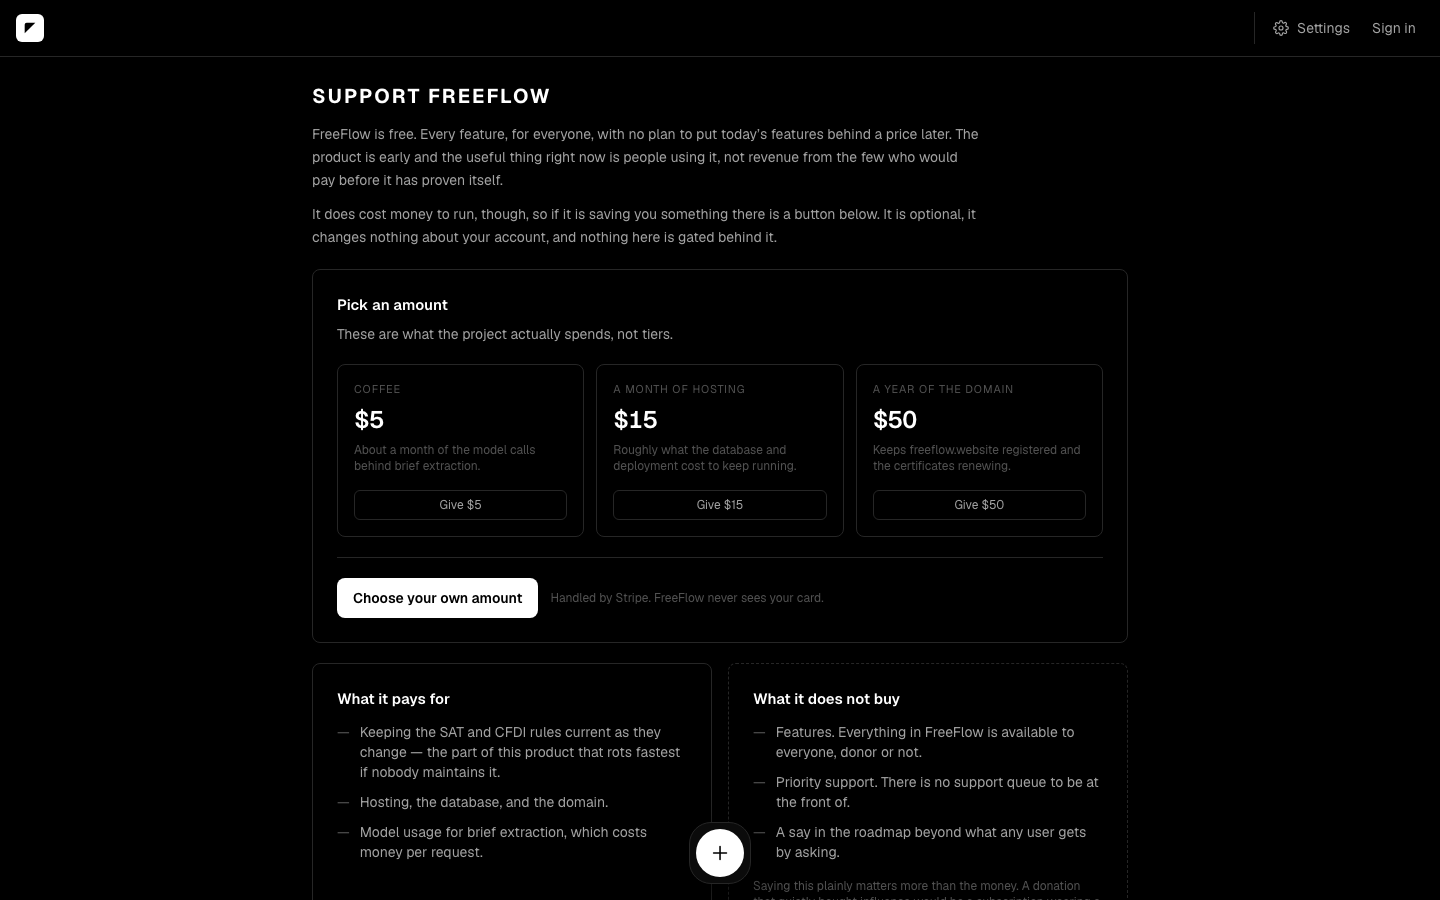 Settings
Sign in
SUPPORT FREEFLOW
FreeFlow is free. Every feature, for everyone, with no plan to put today's features behind a price later. The
product is early and the useful thing right now is people using it, not revenue from the few who would
pay before it has proven itself.
It does cost money to run, though, so if it is saving you something there is a button below. It is optional, it
changes nothing about your account, and nothing here is gated behind it.
Pick an amount
These are what the project actually spends, not tiers.
COFFEE
$5
About a month of the model calls
behind brief extraction.
Give $5
A MONTH OF HOSTING
$15
Roughly what the database and
deployment cost to keep running.
Give $15
A YEAR OF THE DOMAIN
$50
Keeps freeflow.website registered and
the certificates renewing.
Give $50
Choose your own amount
Handled by Stripe. FreeFlow never sees your card.
What it pays for
— Keeping the SAT and CFDI rules current as they
change — the part of this product that rots fastest
if nobody maintains it.
— Hosting, the database, and the domain.
— Model usage for brief extraction, which costs
money per request.
What it does not buy
— Features. Everything in FreeFlow is available to
everyone, donor or not.
— Priority support. There is no support queue to be at
the front of.
— A say in the roadmap beyond what any user gets
by asking.
Saying this plainly matters more than the money. A donation